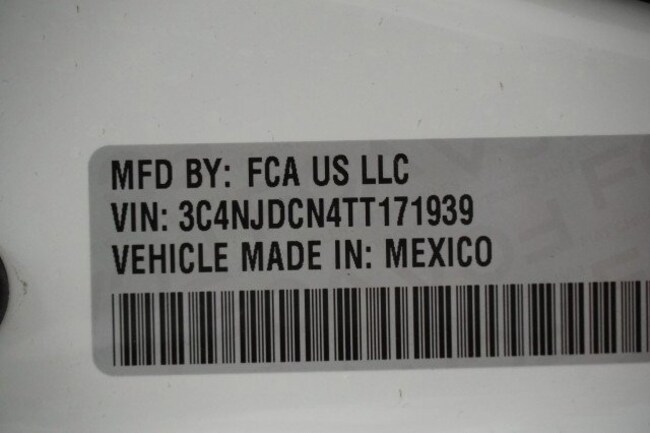 MFD BY: FCA US LLC
VIN: 3C4NJDCN4TT171939
VEHICLE MADE IN: MEXICO